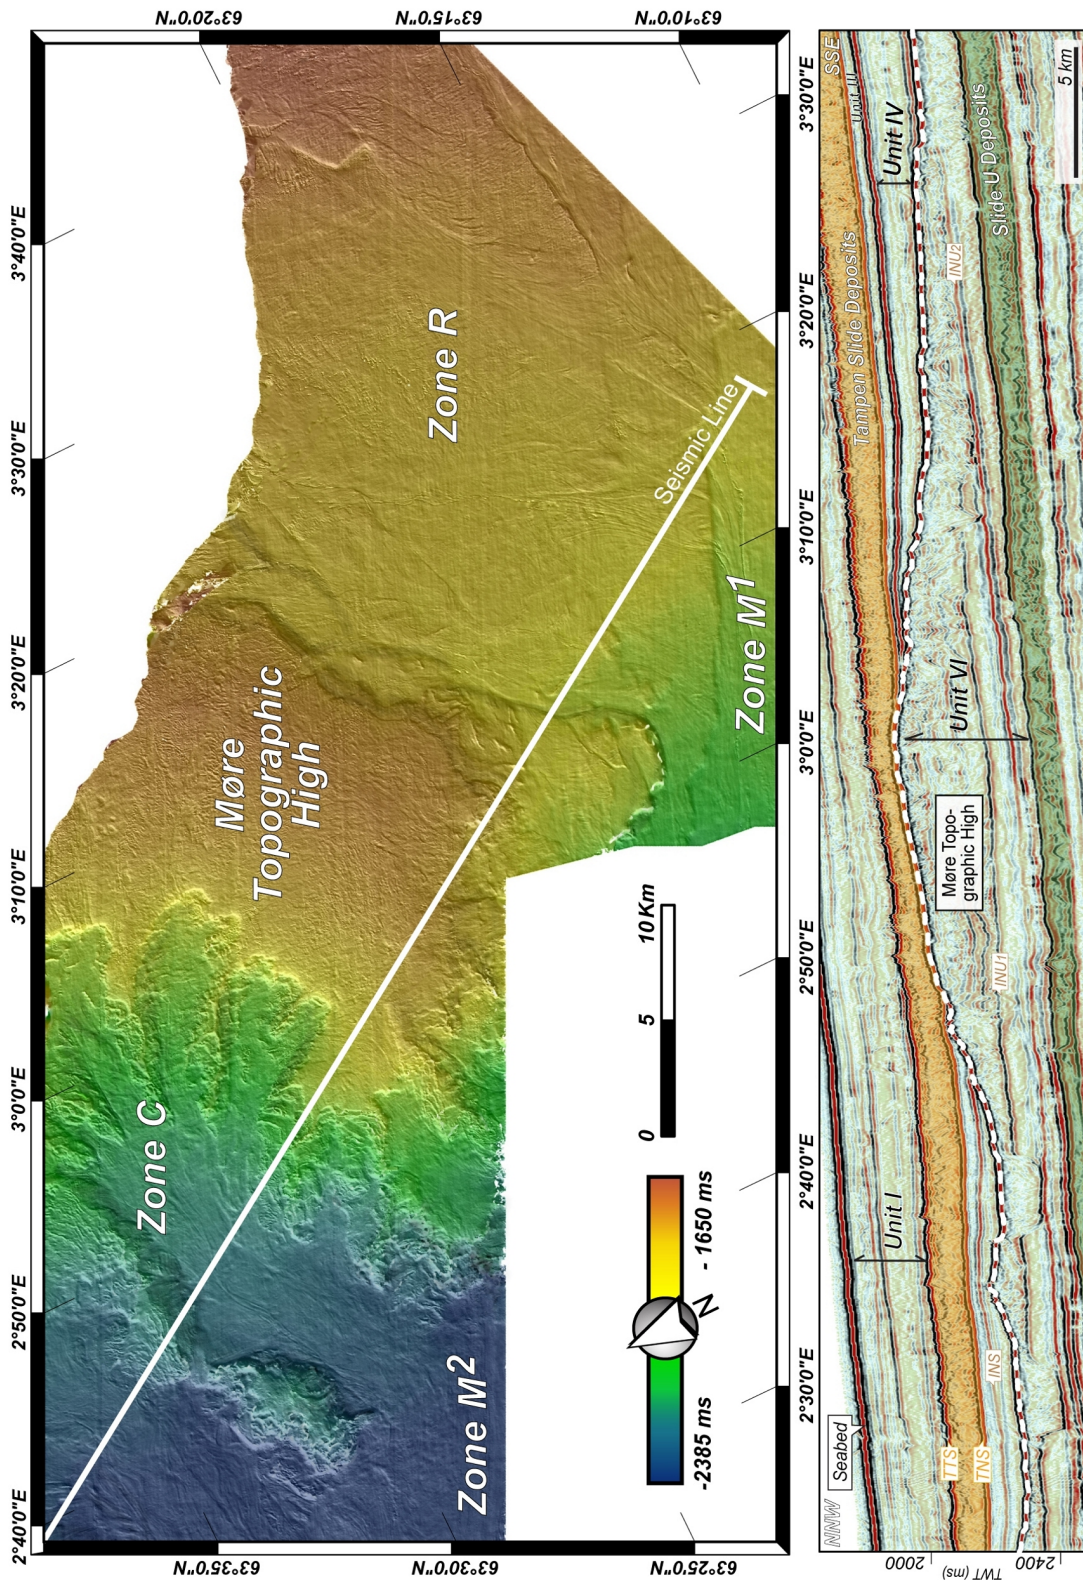 2°40'0"E
2°50'0"E
3°0'0"E
3°10'0"E
3°20'0"E
3°30'0"E
3°40'0"E
63°35'0"N
63°30'0"N
63°25'0"N
63°20'0"N
63°15'0"N
63°10'0"N
Zone C
Møre
Topographic
High
Zone R
Zone M2
Seismic Line
Zone M1
0
5
10 Km
-2385 ms
N
- 1650 ms
2°30'0"E
2°40'0"E
2°50'0"E
3°0'0"E
3°10'0"E
3°20'0"E
3°30'0"E
NNW
SSE
Seabed
Unit I
Tampen Slide Deposits
Unit III
Unit IV
TTS
TNS
INS
Møre Topo-
graphic High
Unit VI
INU1
INU2
Slide U Deposits
2000
2400
TWT (ms)
5 km